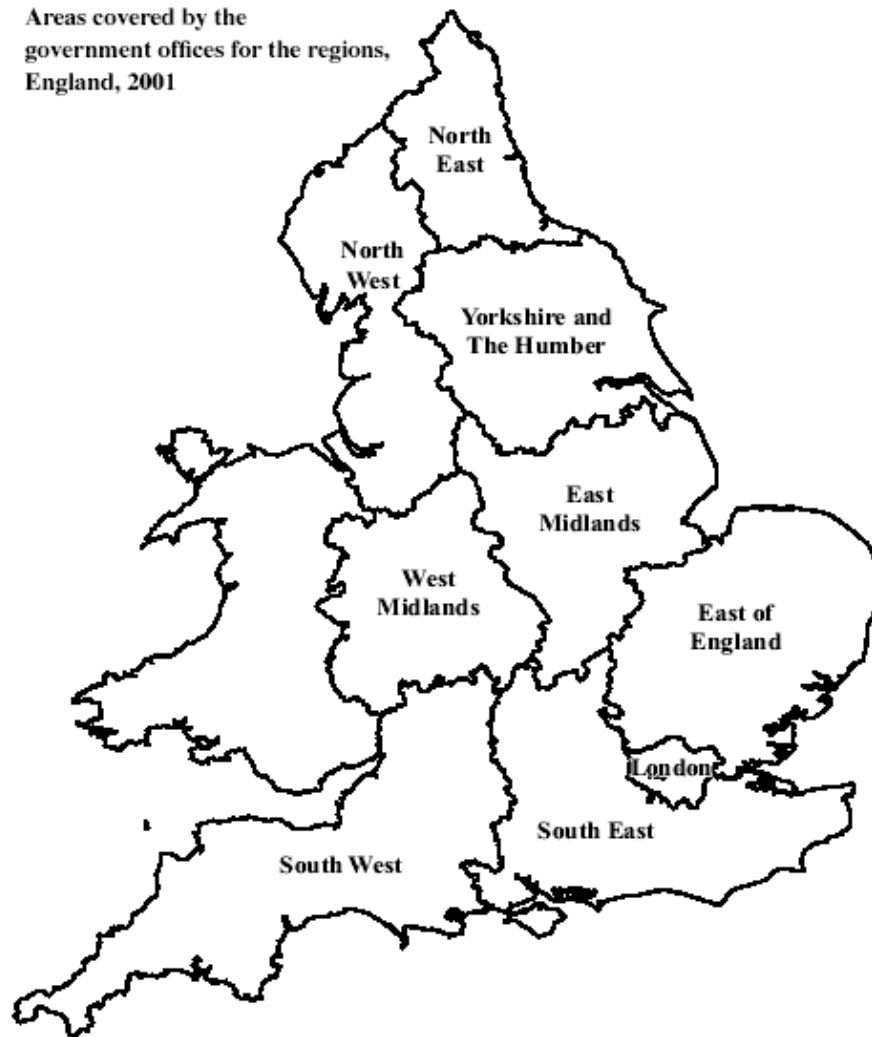 Areas covered by the
government offices for the regions,
England, 2001
North
East
North
West
Yorkshire and
The Humber
East
Midlands
West
Midlands
East of
England
London
South East
South West